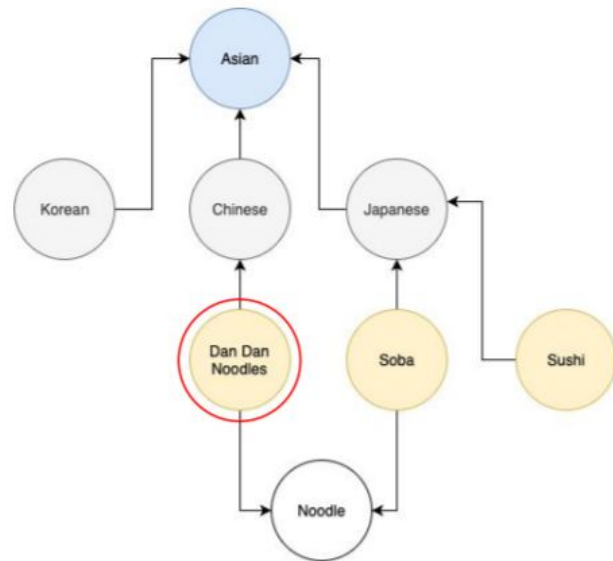 Asian
Korean
Chinese
Japanese
Dan Dan
Noodles
Soba
Sushi
Noodle